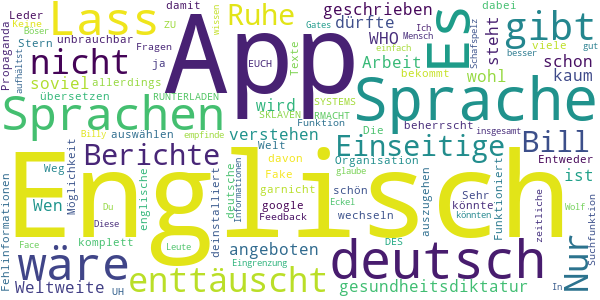 Leder
Keine
Böser
Propaganda
Stern
aufhältst
Lass
damit
ZU
Fragen
ja
unbrauchbar
nicht
soviel
allerdings
übersetzen
RUNTERLADEN
Sprachen
Billy
auswählen
empfinde
App
wissen
Gates
EUCH
einfach
Texte
SYSTEMS
SKLAVEN
RMACHT
Funktion
Ruhe
geschrieben
dürfte
WHO
Ich
Mensch
Arbeit
wird
verstehen
Es
steht
dabei
viele
besser
gut
Schafspelz
gibt
schon
kaum
wohl
bekommt
Sprache
Die
beherrscht
insgesamt
Einseitige
Bill
Englisch
Berichte
Welt
davon
Fake
garnicht
deutsche
Informationen
Organisation
glaube
schön
Eckel
google
Feedback
wechseln
auszugehen
Sehr
könnte
könnten
Funktioniert
Entweder
ist
zeitliche
Suchfunktion
Wolf
In
Nur
Fehlinformationen
Wen
Weg
Möglichkeit
Du
Diese
englische
komplett
deinstalliert
wäre
Weltweite
Face
UH
Leute
enttäuscht
angeboten
Eingrenzung
DES
deutsch
gesundheitsdiktatur